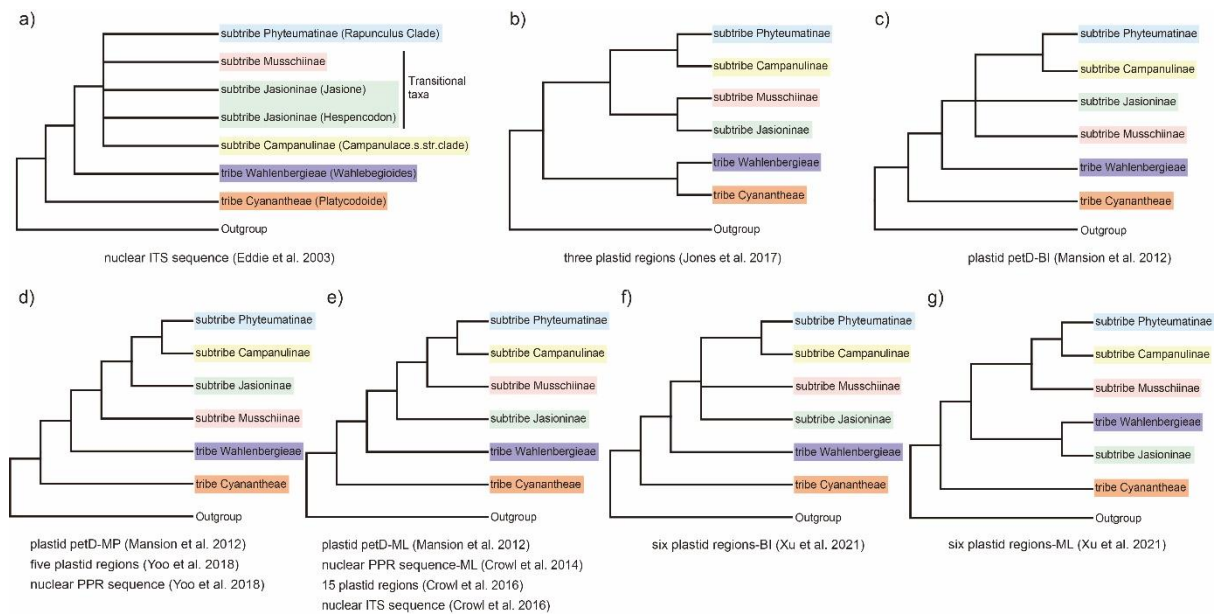 a)
subtribe Phyteumatinae (Rapunculus Clade)
subtribe Musschiinae
subtribe Jasioninae (Jasione)
subtribe Jasioninae (Hespencodon)
Transitional
taxa
subtribe Campanulinae (Campanulace.s.str.clade)
tribe Wahlenbergieae (Wahlebegioides)
tribe Cyanantheae (Platycodoide)
Outgroup
nuclear ITS sequence (Eddie et al. 2003)
b)
subtribe Phyteumatinae
subtribe Campanulinae
subtribe Musschiinae
subtribe Jasioninae
tribe Wahlenbergieae
tribe Cyanantheae
Outgroup
three plastid regions (Jones et al. 2017)
c)
subtribe Phyteumatinae
subtribe Campanulinae
subtribe Jasioninae
subtribe Musschiinae
tribe Wahlenbergieae
tribe Cyanantheae
Outgroup
plastid petD-BI (Mansion et al. 2012)
d)
subtribe Phyteumatinae
subtribe Campanulinae
subtribe Jasioninae
subtribe Musschiinae
tribe Wahlenbergieae
tribe Cyanantheae
Outgroup
plastid petD-MP (Mansion et al. 2012)
five plastid regions (Yoo et al. 2018)
nuclear PPR sequence (Yoo et al. 2018)
e)
subtribe Phyteumatinae
subtribe Campanulinae
subtribe Musschiinae
subtribe Jasioninae
tribe Wahlenbergieae
tribe Cyanantheae
Outgroup
plastid petD-ML (Mansion et al. 2012)
nuclear PPR sequence-ML (Crowl et al. 2014)
15 plastid regions (Crowl et al. 2016)
nuclear ITS sequence (Crowl et al. 2016)
f)
subtribe Phyteumatinae
subtribe Campanulinae
subtribe Musschiinae
subtribe Jasioninae
tribe Wahlenbergieae
tribe Cyanantheae
Outgroup
six plastid regions-BI (Xu et al. 2021)
g)
subtribe Phyteumatinae
subtribe Campanulinae
subtribe Musschiinae
tribe Wahlenbergieae
subtribe Jasioninae
tribe Cyanantheae
Outgroup
six plastid regions-ML (Xu et al. 2021)